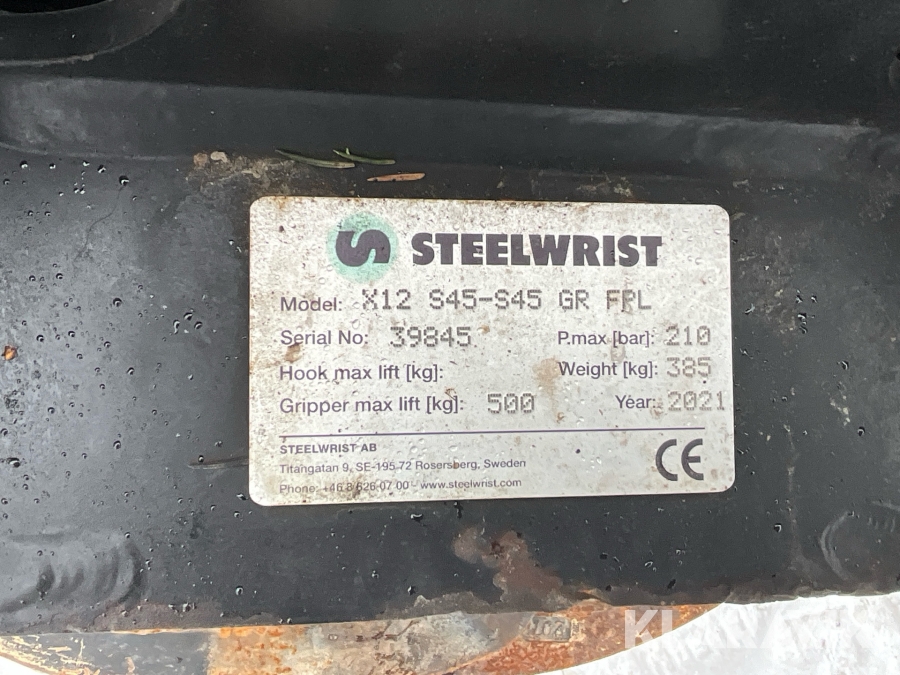 STEELWRIST
Model: X12 S45-S45 GR FPL
Serial No: 39845 P.max [bar]: 210
Hook max lift [kg]: Weight [kg]: 385
Gripper max lift [kg]: 500 Year: 2021
STEELWRIST AB
Titangatan 9, SE-195 72 Rosersberg, Sweden
Phone: +46 8 626 07 00 - www.steelwrist.com
CE